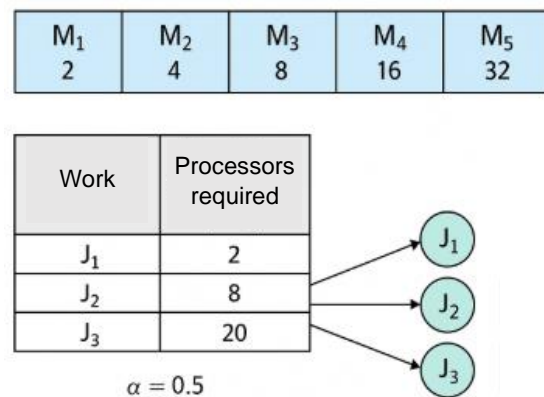 M₁ M₂ M₃ M₄ M₅
2 4 8 16 32
Work Processors required
J₁ 2
J₂ 8
J₃ 20
J₁
J₂
J₃
α = 0.5